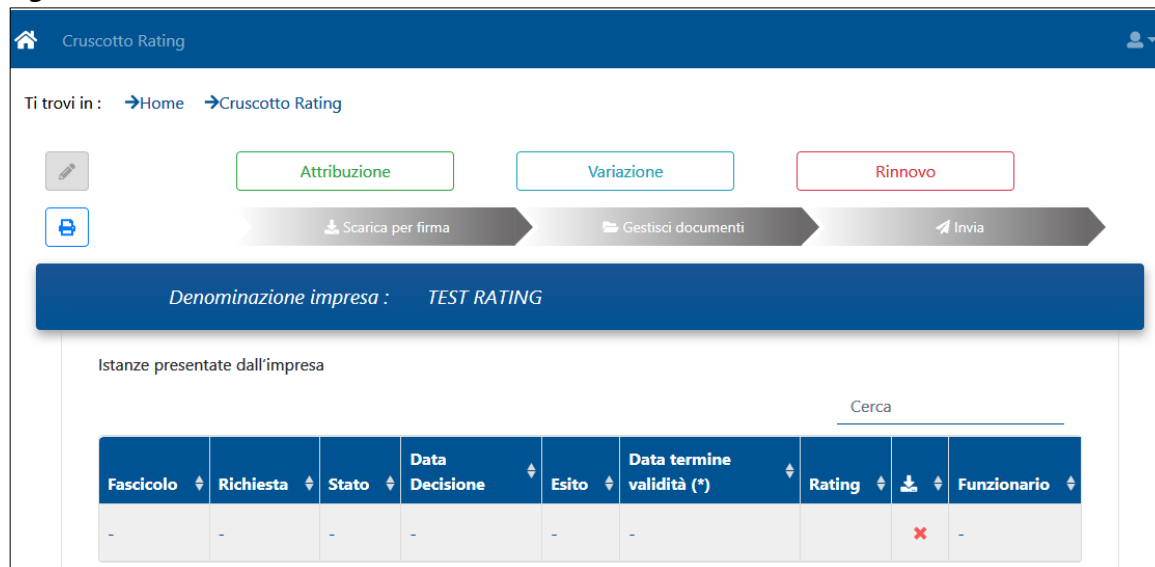 Cruscotto Rating
Ti trovi in : Home Cruscotto Rating
Attribuzione Variazione Rinnovo
Scarica per firma Gestisci documenti Invia
Denominazione impresa : TEST RATING
Istanze presentate dall'impresa
Cerca
Fascicolo Richiesta Stato Data Decisione Esito Data termine validità (*) Rating Funzionario
- - - - - - -